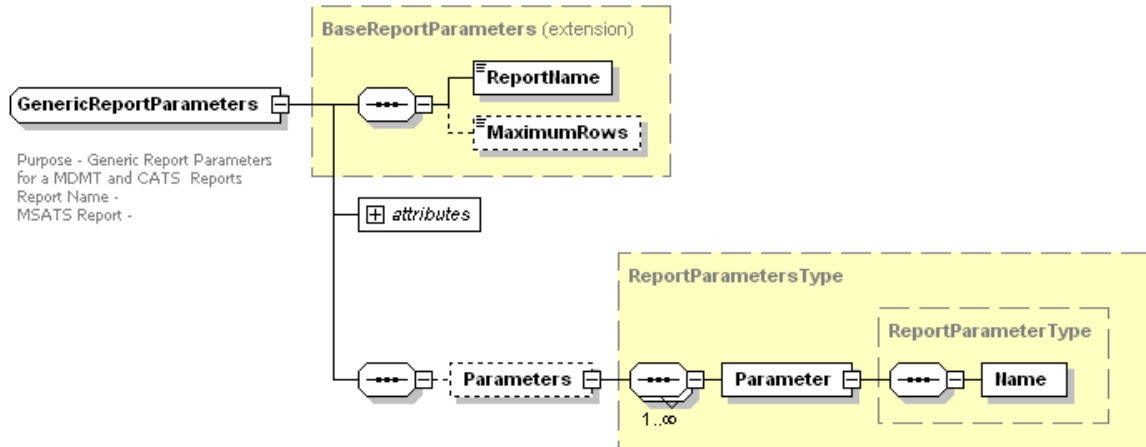 BaseReportParameters (extension)
ReportName
GenericReportParameters
MaximumRows
Purpose - Generic Report Parameters
for a MDMT and CATS Reports
Report Name -
MSATS Report -
attributes
ReportParametersType
ReportParameterType
Parameters
Parameter
Name
1..∞